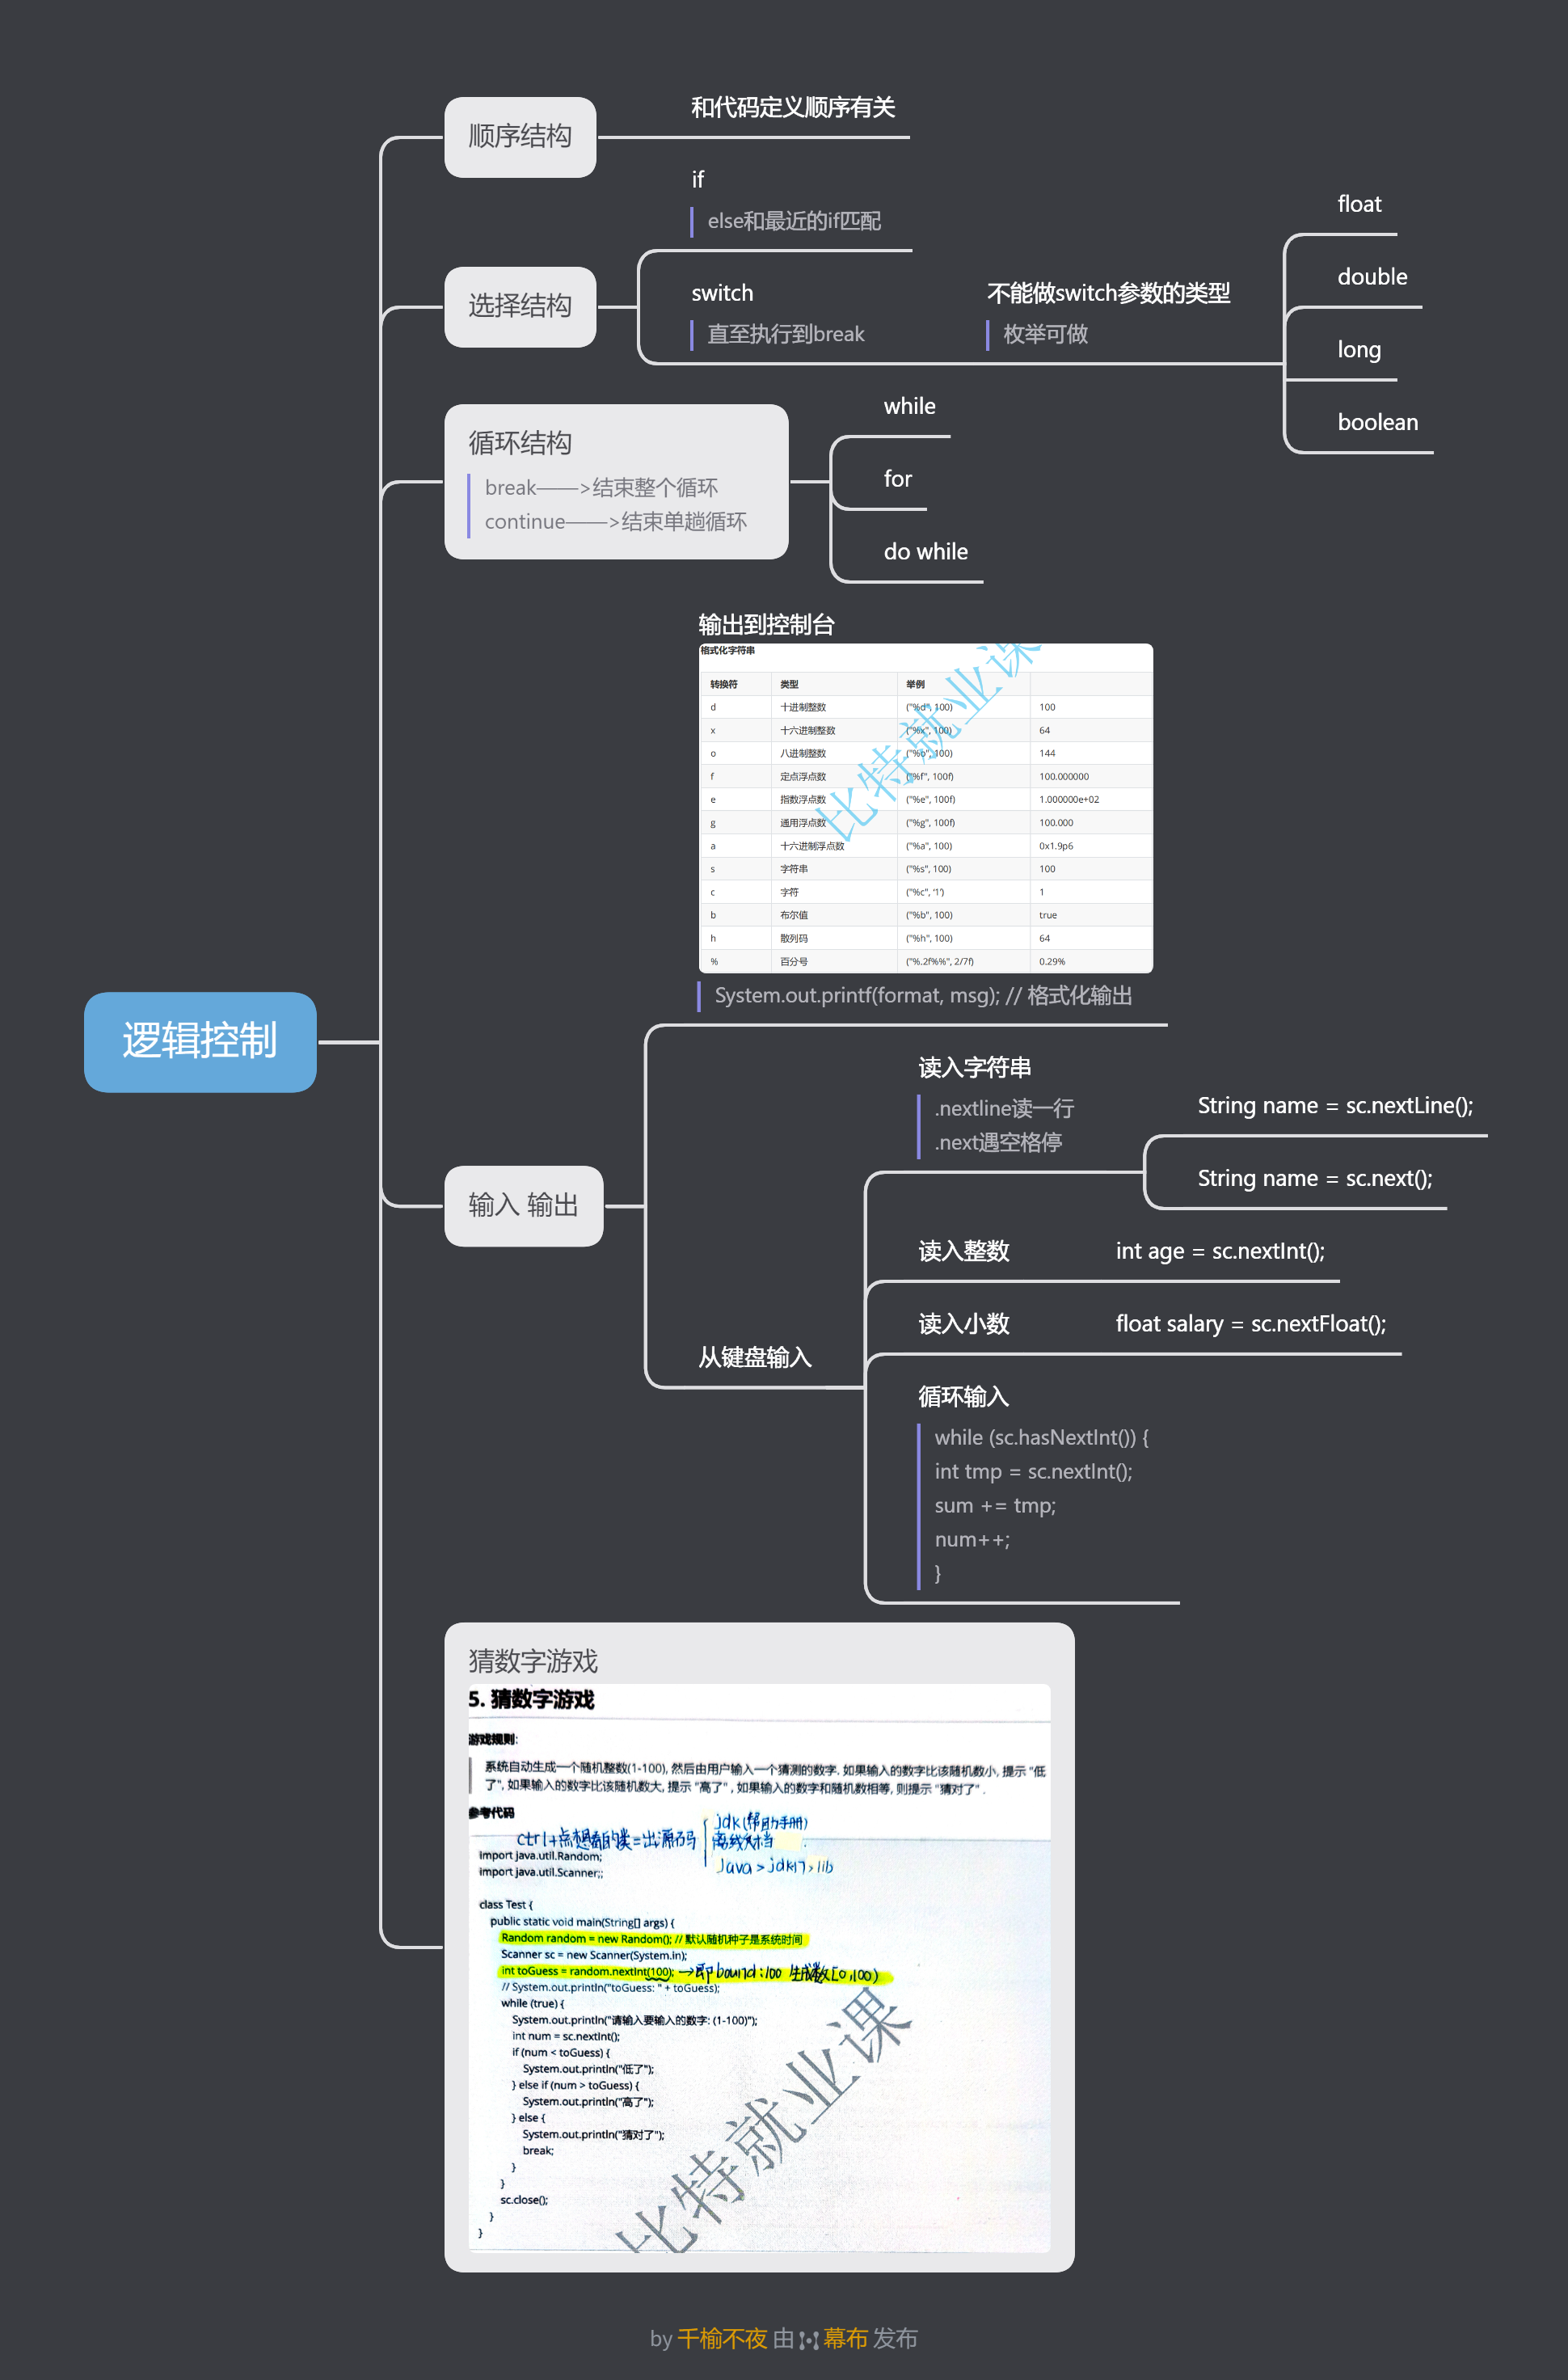 逻辑控制
顺序结构
和代码定义顺序有关
选择结构
if
else和最近的if匹配
switch
直至执行到break
不能做switch参数的类型
枚举可做
float
double
long
boolean
循环结构
break——>结束整个循环
continue——>结束单趟循环
while
for
do while
输入 输出
输出到控制台
格式化字符串
转换符 类型 举例
d 十进制整数 ("%d", 100) 100
x 十六进制整数 ("%x", 100) 64
o 八进制整数 ("%o", 100) 144
f 定点浮点数 ("%f", 100f) 100.000000
e 指数浮点数 ("%e", 100f) 1.000000e+02
g 通用浮点数 ("%g", 100f) 100.000
a 十六进制浮点数 ("%a", 100) 0x1.9p6
s 字符串 ("%s", 100) 100
c 字符 ("%c", '1') 1
b 布尔值 ("%b", 100) true
h 散列码 ("%h", 100) 64
% 百分号 ("%.2f%%", 2/7f) 0.29%
比特就业课
System.out.printf(format, msg); // 格式化输出
从键盘输入
读入字符串
.nextline读一行
.next遇空格停
String name = sc.nextLine();
String name = sc.next();
读入整数
int age = sc.nextInt();
读入小数
float salary = sc.nextFloat();
循环输入
while (sc.hasNextInt()) {
int tmp = sc.nextInt();
sum += tmp;
num++;
}
猜数字游戏
5. 猜数字游戏
游戏规则:
系统自动生成一个随机整数(1-100), 然后由用户输入一个猜测的数字. 如果输入的数字比该随机数小, 提示 "低
了", 如果输入的数字比该随机数大, 提示 "高了" , 如果输入的数字和随机数相等, 则提示 "猜对了" .
参考代码
jdk(帮助手册)
ctrl+点想看的类=出源码
离线文档
Java > jdk17 > lib
import java.util.Random;
import java.util.Scanner;;
class Test {
public static void main(String[] args) {
Random random = new Random(); // 默认随机种子是系统时间
Scanner sc = new Scanner(System.in);
int toGuess = random.nextInt(100); →即bound:100 生成数[0,100)
// System.out.println("toGuess: " + toGuess);
while (true) {
System.out.println("请输入要输入的数字: (1-100)");
int num = sc.nextInt();
if (num < toGuess) {
System.out.println("低了");
} else if (num > toGuess) {
System.out.println("高了");
} else {
System.out.println("猜对了");
break;
}
}
sc.close();
}
}
比特就业课
by 千榆不夜 由 幕布 发布